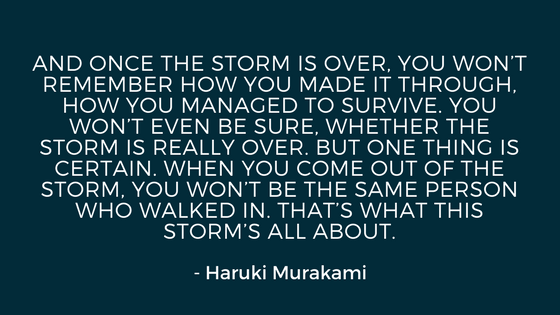 AND ONCE THE STORM IS OVER, YOU WON’T
REMEMBER HOW YOU MADE IT THROUGH,
HOW YOU MANAGED TO SURVIVE. YOU
WON’T EVEN BE SURE, WHETHER THE
STORM IS REALLY OVER. BUT ONE THING IS
CERTAIN. WHEN YOU COME OUT OF THE
STORM, YOU WON’T BE THE SAME PERSON
WHO WALKED IN. THAT’S WHAT THIS
STORM’S ALL ABOUT.
- Haruki Murakami